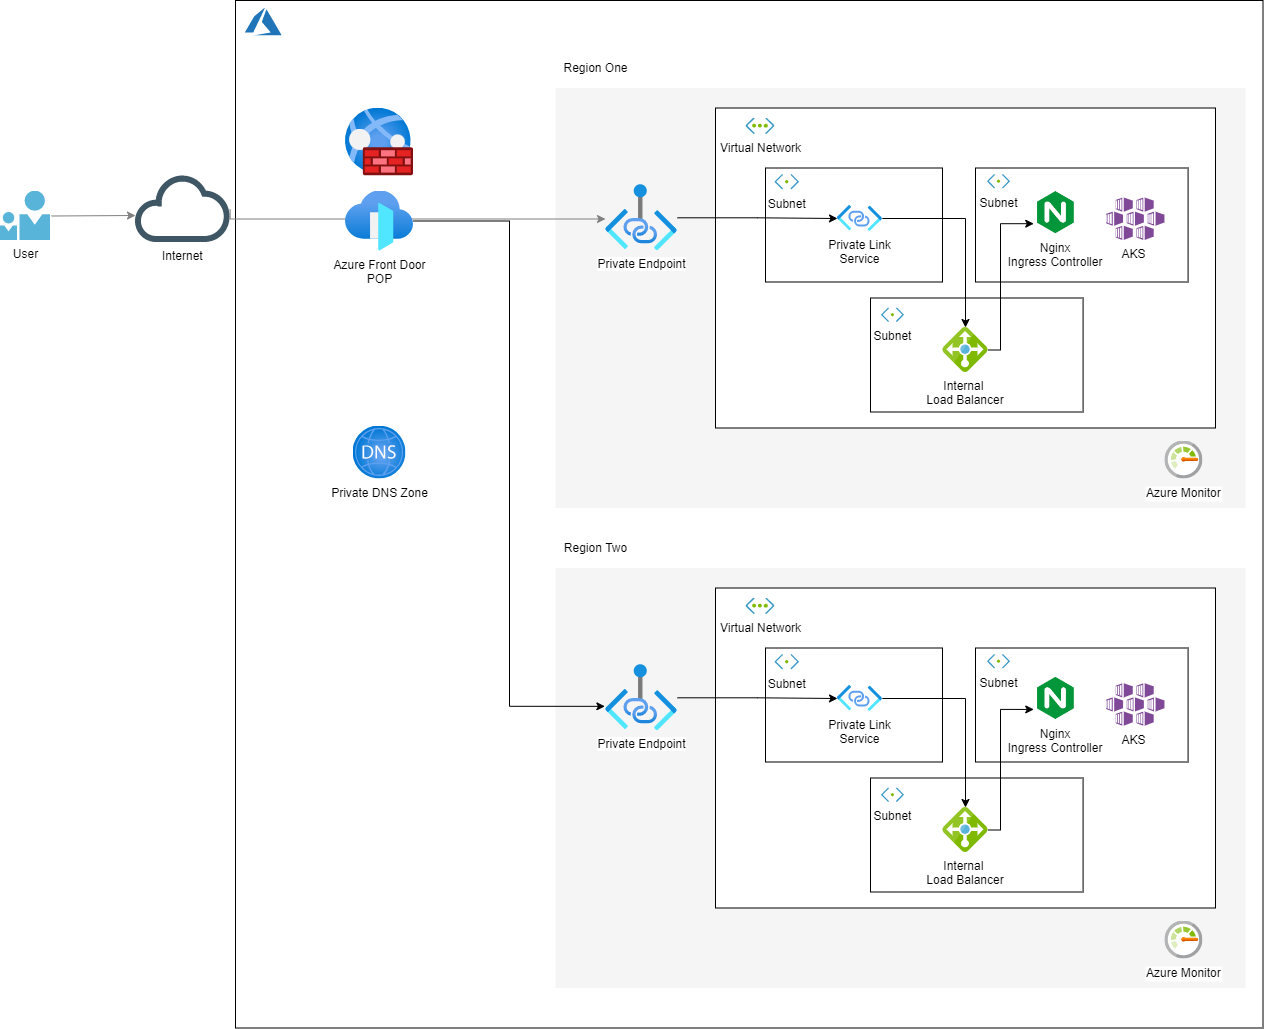 Region One
Virtual Network
Subnet
Subnet
User
Internet
Azure Front Door
POP
Private Endpoint
Private Link
Service
N
Nginx
Ingress Controller
AKS
Subnet
Internal
Load Balancer
DNS
Private DNS Zone
Azure Monitor
Region Two
Virtual Network
Subnet
Subnet
Private Endpoint
Private Link
Service
N
Nginx
Ingress Controller
AKS
Subnet
Internal
Load Balancer
Azure Monitor